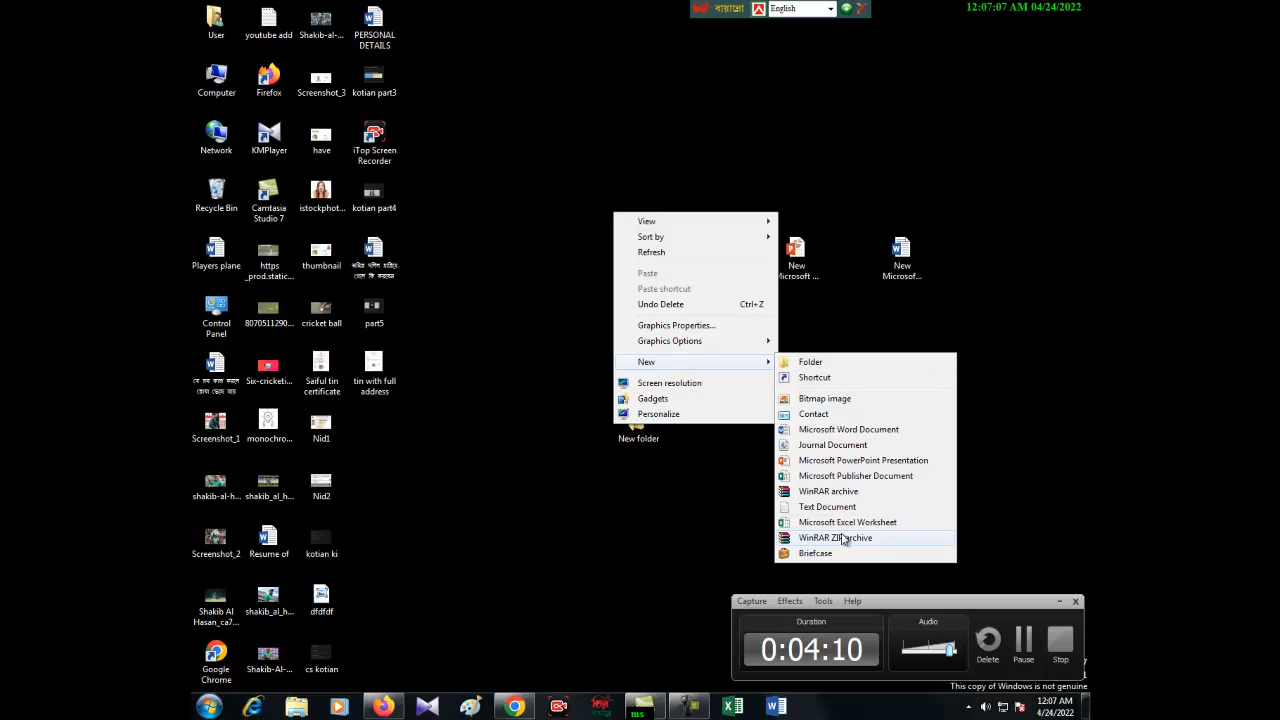 বায়ান্নো
English
12:07:07 AM 04/24/2022
User
youtube add
Shakib-al-...
PERSONAL
DETAILS
Computer
Firefox
Screenshot_3
kotian part3
Network
KMPlayer
have
iTop Screen
Recorder
Recycle Bin
Camtasia
Studio 7
istockphot...
kotian part4
Players plane
https
_prod.static...
thumbnail
Control
Panel
8070511290...
cricket ball
part5
Six-cricketi...
Saiful tin
certificate
tin with full
address
Screenshot_1
monochro...
Nid1
shakib-al-h...
shakib_al_h...
Nid2
Screenshot_2
Resume of
kotian ki
Shakib Al
Hasan_ca7...
shakib_al_h...
dfdfdf
Google
Chrome
Shakib-Al-...
cs kotian
View
Sort by
Refresh
Paste
Paste shortcut
Undo Delete Ctrl+Z
Graphics Properties...
Graphics Options
New
Screen resolution
Gadgets
Personalize
New folder
New
Microsoft ...
New
Microsof...
Folder
Shortcut
Bitmap image
Contact
Microsoft Word Document
Journal Document
Microsoft PowerPoint Presentation
Microsoft Publisher Document
WinRAR archive
Text Document
Microsoft Excel Worksheet
WinRAR ZIP archive
Briefcase
Capture Effects Tools Help
Duration
0:04:10
Audio
Delete
Pause
Stop
This copy of Windows is not genuine
ms
12:07 AM
4/24/2022